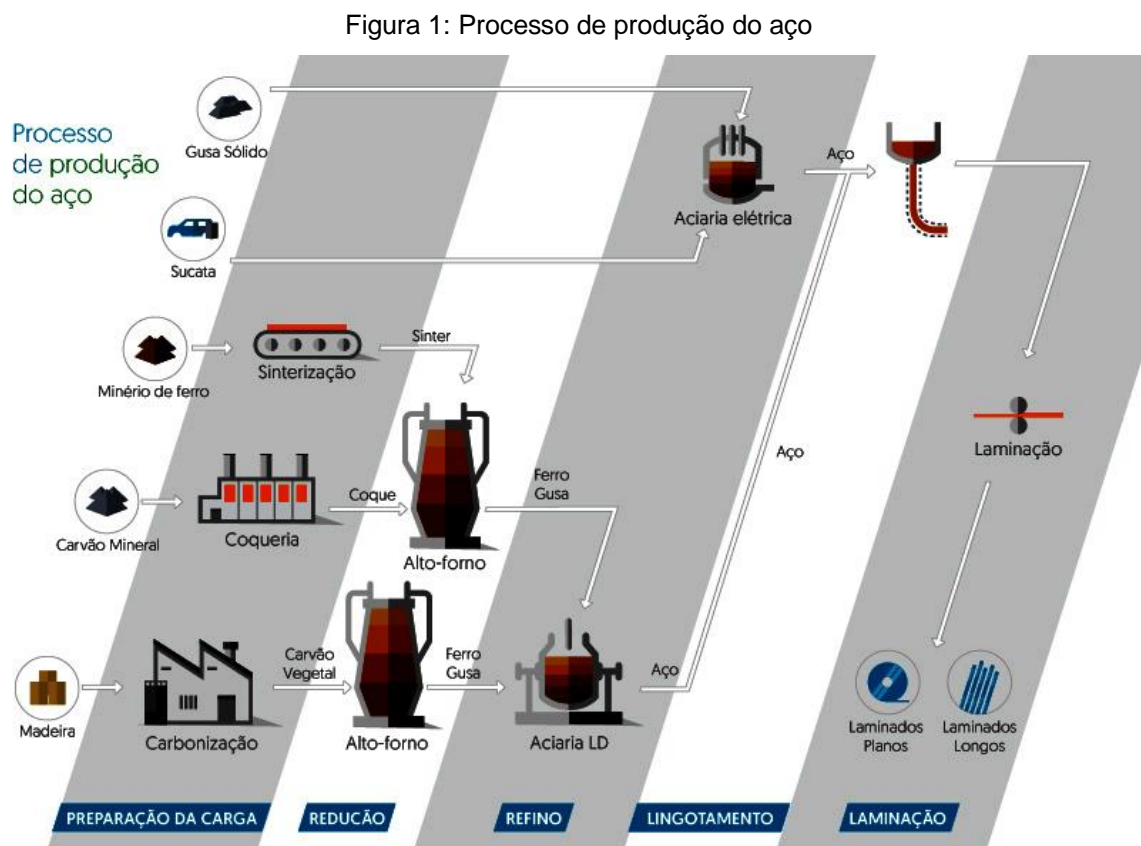 Figura 1: Processo de produção do aço
Processo
de produção
do aço
Gusa Sólido
Sucata
Aciaria elétrica
Aço
Minério de ferro
Sinterização
Sinter
Carvão Mineral
Coqueria
Coque
Alto-forno
Ferro
Gusa
Aço
Laminação
Madeira
Carbonização
Carvão
Vegetal
Alto-forno
Ferro
Gusa
Aciaria LD
Aço
Laminados
Planos
Laminados
Longos
PREPARAÇÃO DA CARGA
REDUCÃO
REFINO
LINGOTAMENTO
LAMINAÇÃO